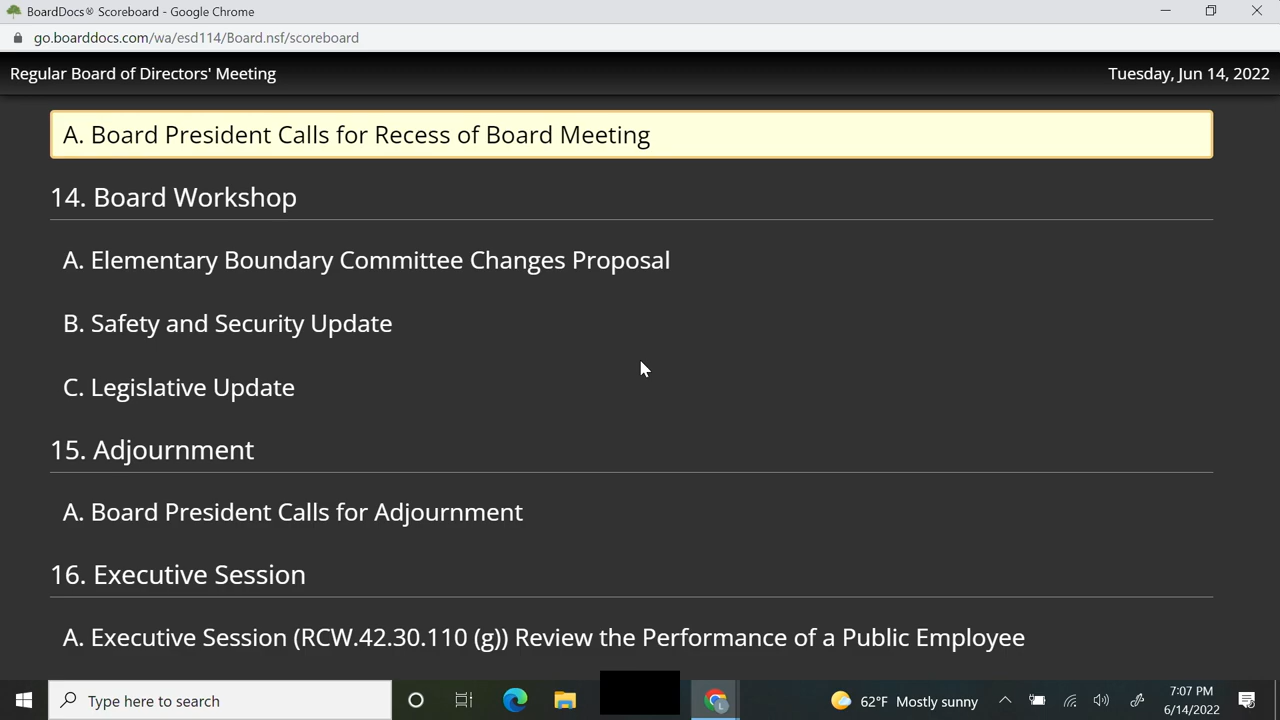 BoardDocs® Scoreboard - Google Chrome
go.boarddocs.com/wa/esd114/Board.nsf/scoreboard
Regular Board of Directors' Meeting
Tuesday, Jun 14, 2022
A. Board President Calls for Recess of Board Meeting
14. Board Workshop
A. Elementary Boundary Committee Changes Proposal
B. Safety and Security Update
C. Legislative Update
15. Adjournment
A. Board President Calls for Adjournment
16. Executive Session
A. Executive Session (RCW.42.30.110 (g)) Review the Performance of a Public Employee
Type here to search
L
62°F Mostly sunny
7:07 PM
6/14/2022